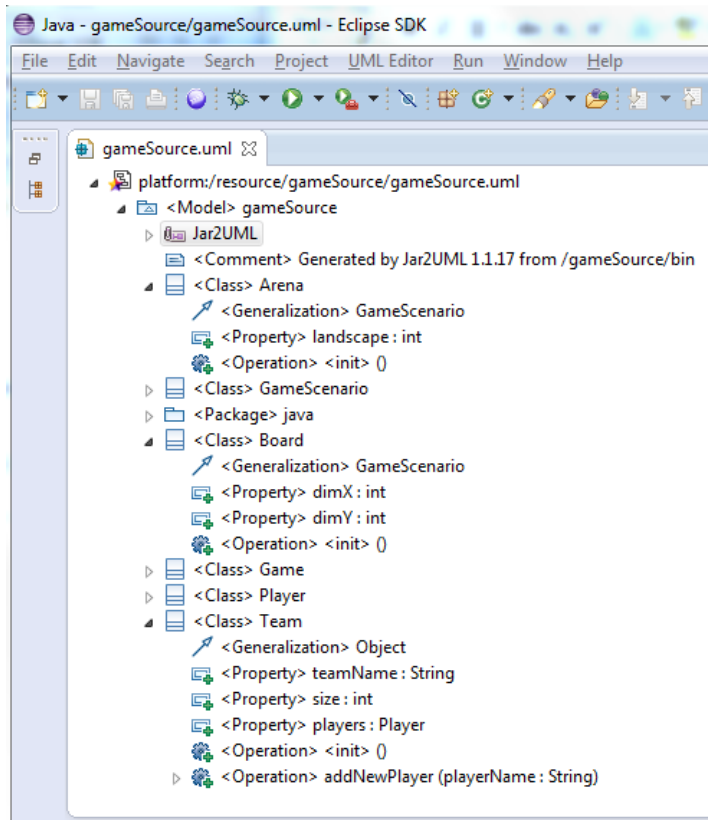 Java - gameSource/gameSource.uml - Eclipse SDK
File Edit Navigate Search Project UML Editor Run Window Help
gameSource.uml
platform:/resource/gameSource/gameSource.uml
<Model> gameSource
Jar2UML
<Comment> Generated by Jar2UML 1.1.17 from /gameSource/bin
<Class> Arena
<Generalization> GameScenario
<Property> landscape : int
<Operation> <init> ()
<Class> GameScenario
<Package> java
<Class> Board
<Generalization> GameScenario
<Property> dimX : int
<Property> dimY : int
<Operation> <init> ()
<Class> Game
<Class> Player
<Class> Team
<Generalization> Object
<Property> teamName : String
<Property> size : int
<Property> players : Player
<Operation> <init> ()
<Operation> addNewPlayer (playerName : String)